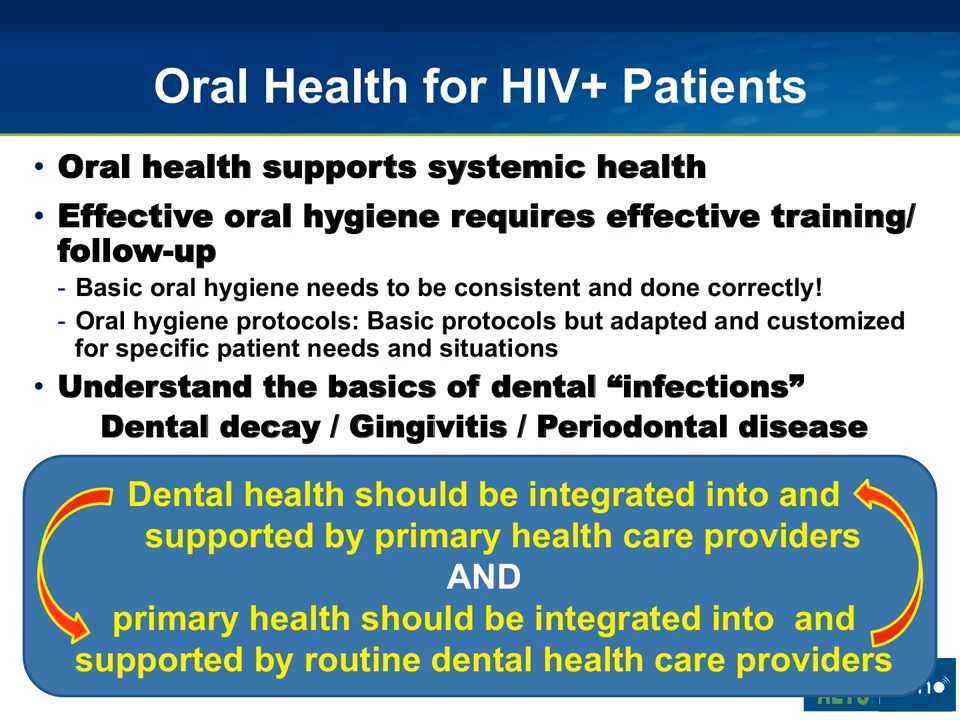 Oral Health for HIV+ Patients
• Oral health supports systemic health
• Effective oral hygiene requires effective training/
follow-up
- Basic oral hygiene needs to be consistent and done correctly!
- Oral hygiene protocols: Basic protocols but adapted and customized
for specific patient needs and situations
• Understand the basics of dental “infections”
Dental decay / Gingivitis / Periodontal disease
Dental health should be integrated into and
supported by primary health care providers
AND
primary health should be integrated into and
supported by routine dental health care providers